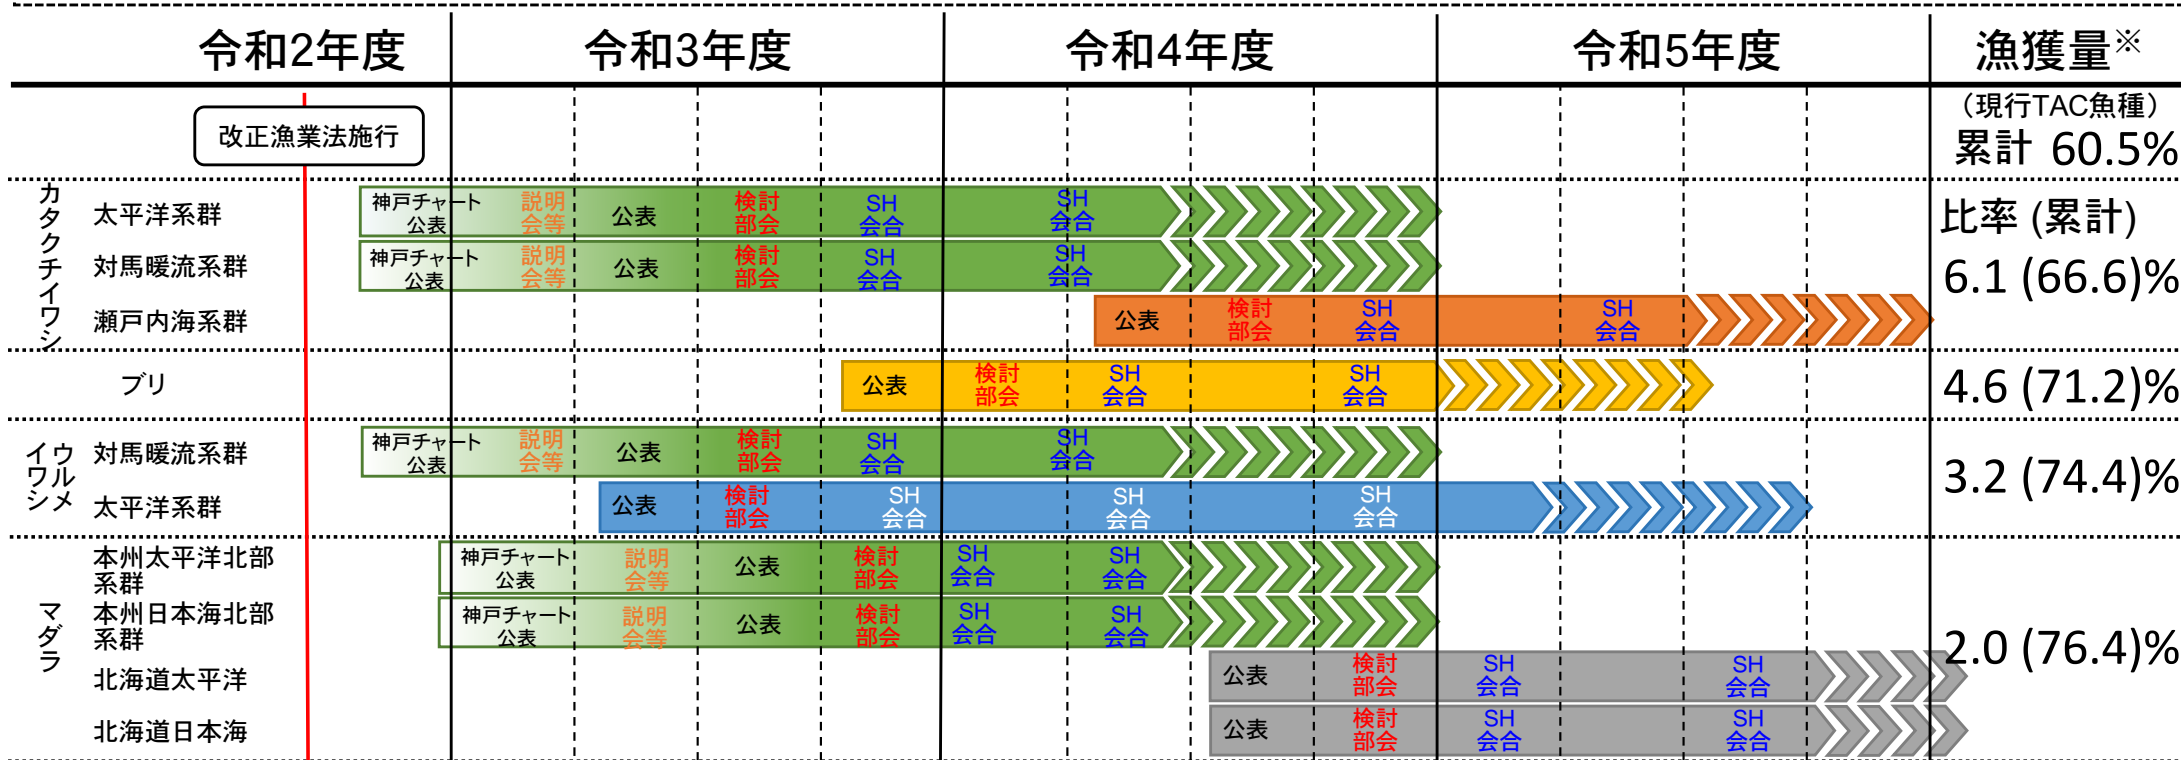 令和2年度 令和3年度 令和4年度 令和5年度 漁獲量※
改正漁業法施行
(現行TAC魚種)
累計 60.5%
カタクチイワシ
太平洋系群
神戸チャート
公表
説明
会等
公表
検討
部会
SH
会合
SH
会合
比率 (累計)
対馬暖流系群
神戸チャート
公表
説明
会等
公表
検討
部会
SH
会合
SH
会合
6.1 (66.6)%
瀬戸内海系群
公表
検討
部会
SH
会合
SH
会合
ブリ
公表
検討
部会
SH
会合
SH
会合
4.6 (71.2)%
ウルメ
イワシ
対馬暖流系群
神戸チャート
公表
説明
会等
公表
検討
部会
SH
会合
SH
会合
3.2 (74.4)%
太平洋系群
公表
検討
部会
SH
会合
SH
会合
SH
会合
マダラ
本州太平洋北部
系群
神戸チャート
公表
説明
会等
公表
検討
部会
SH
会合
SH
会合
本州日本海北部
系群
神戸チャート
公表
説明
会等
公表
検討
部会
SH
会合
SH
会合
2.0 (76.4)%
北海道太平洋
公表
検討
部会
SH
会合
SH
会合
北海道日本海
公表
検討
部会
SH
会合
SH
会合